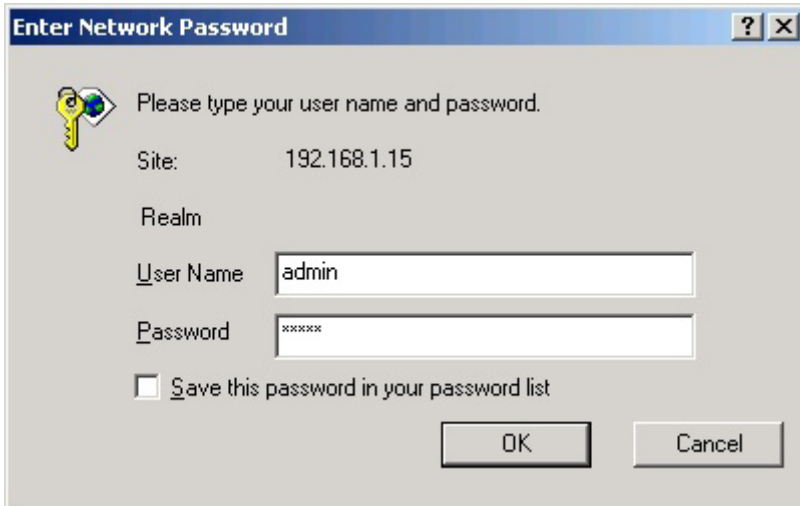 Enter Network Password
Please type your user name and password.
Site: 192.168.1.15
Realm
User Name admin
Password xxxxx
Save this password in your password list
OK Cancel